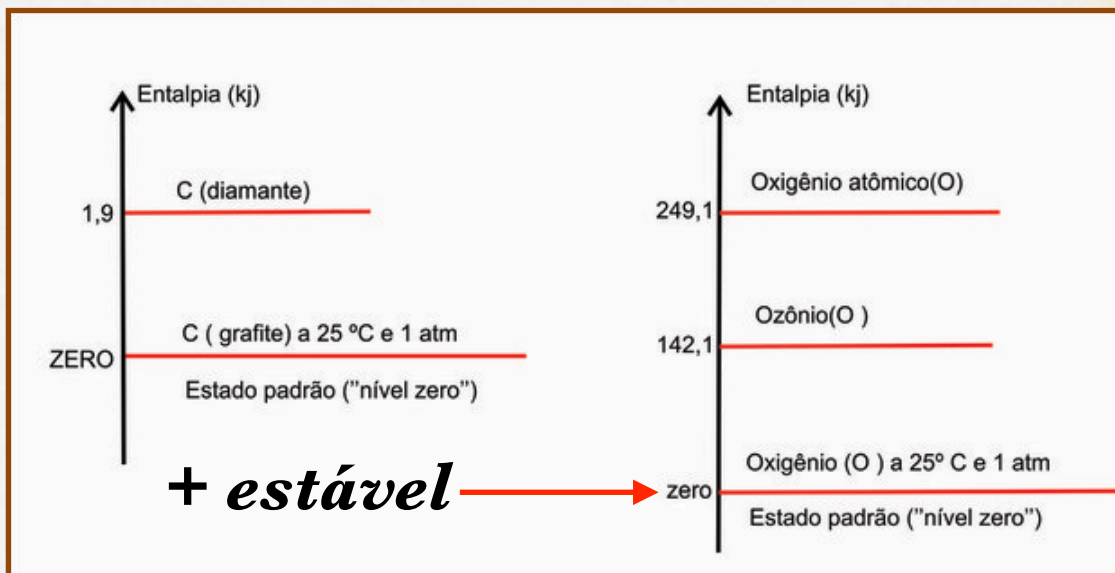 Entalpia (kj)
C (diamante)
1,9
C ( grafite) a 25 ºC e 1 atm
ZERO
Estado padrão ("nível zero")
+ estável
Entalpia (kj)
Oxigênio atômico(O)
249,1
Ozônio(O )
142,1
Oxigênio (O ) a 25º C e 1 atm
zero
Estado padrão ("nível zero")